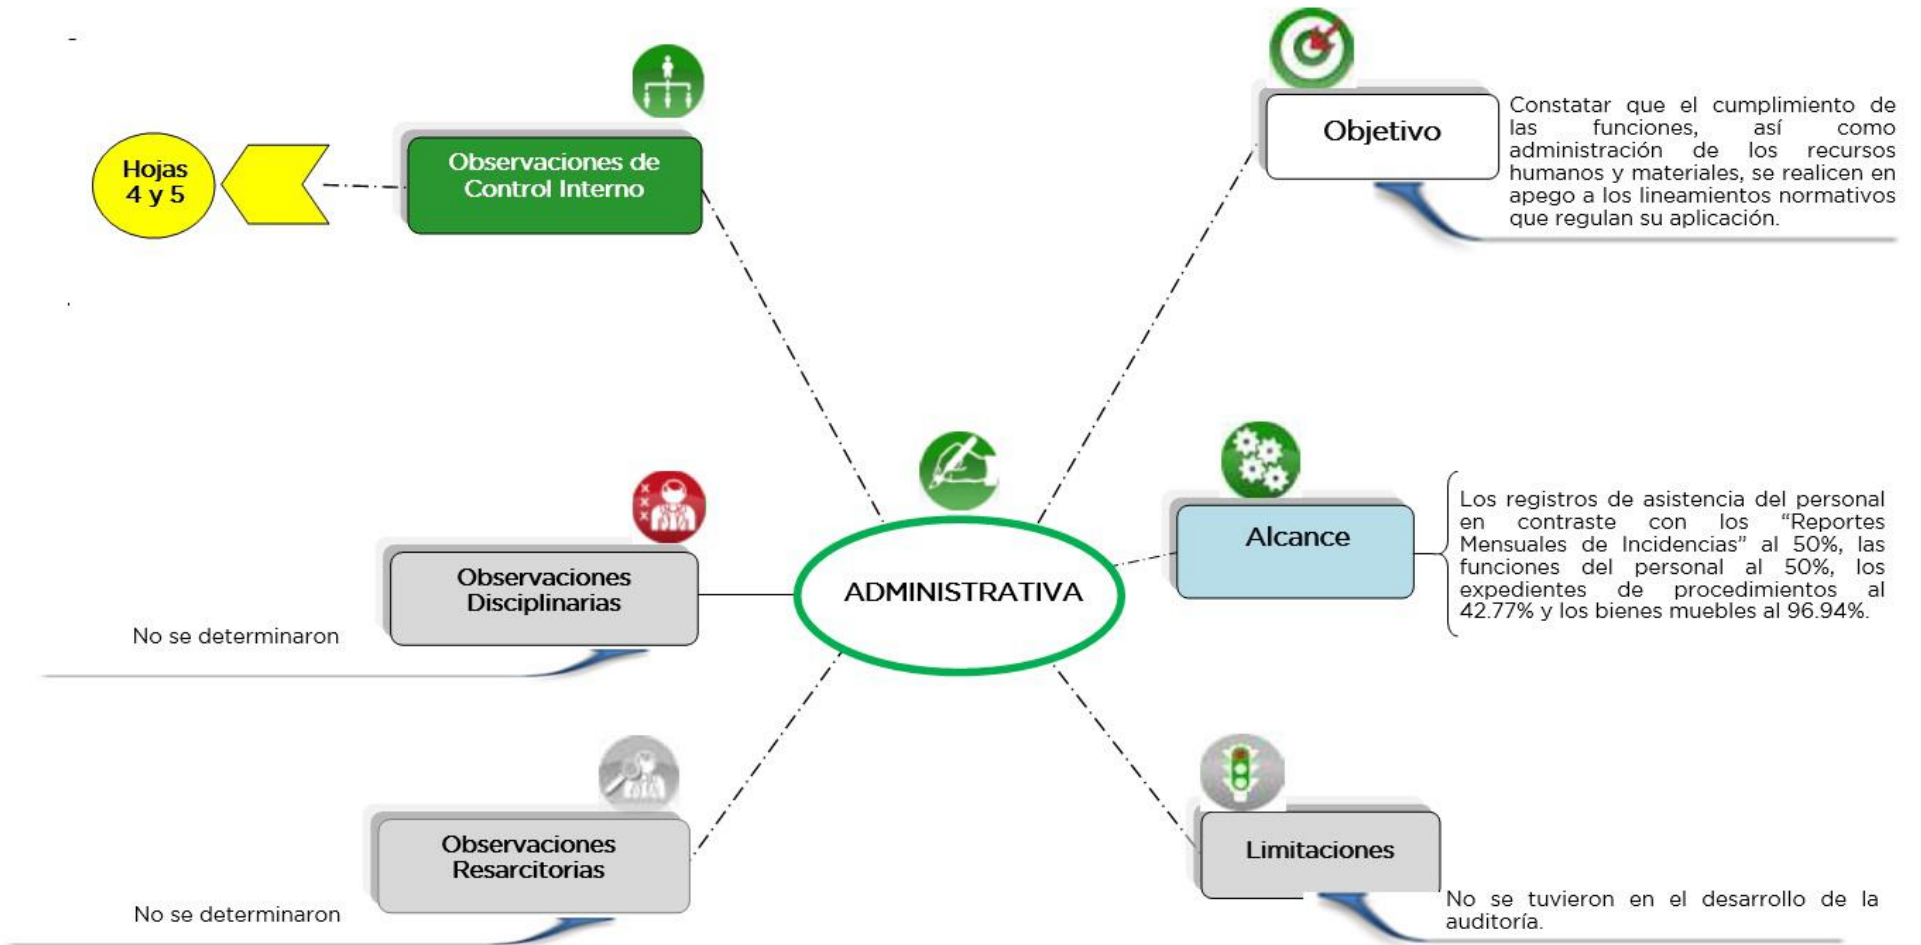 Observaciones de
Control Interno
Hojas
4 y 5
Objetivo
Constatar que el cumplimiento de
las funciones, así como
administración de los recursos
humanos y materiales, se realicen en
apego a los lineamientos normativos
que regulan su aplicación.
Observaciones
Disciplinarias
No se determinaron
ADMINISTRATIVA
Alcance
Los registros de asistencia del personal
en contraste con los “Reportes
Mensuales de Incidencias” al 50%, las
funciones del personal al 50%, los
expedientes de procedimientos al
42.77% y los bienes muebles al 96.94%.
Observaciones
Resarcitorias
No se determinaron
Limitaciones
No se tuvieron en el desarrollo de la
auditoría.